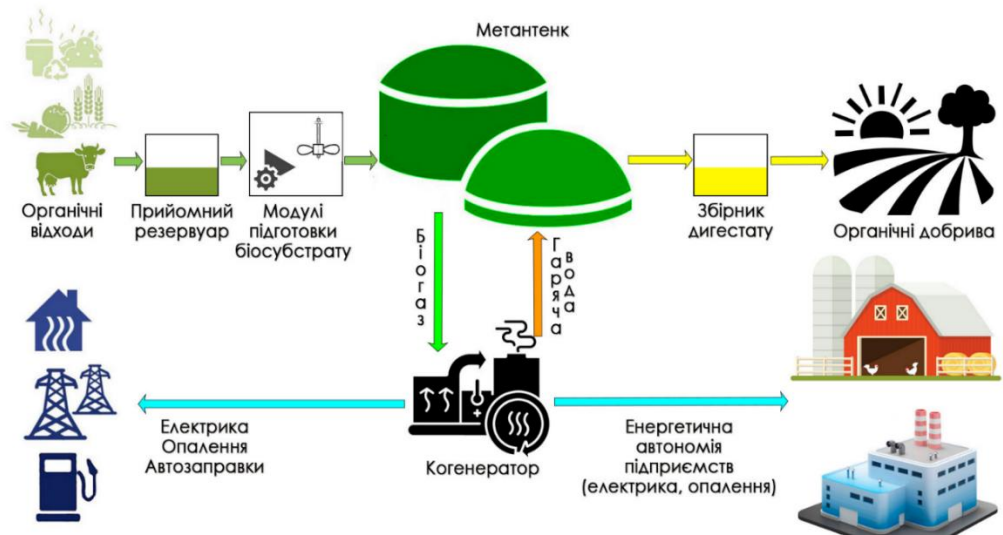 Метантенк
Органічні
відходи
Прийомний
резервуар
Модулі
підготовки
біосубстрату
Збірник
дигестату
Органічні добрива
Біогаз
Гаряча
вода
Електрика
Опалення
Автозаправки
Когенератор
Енергетична
автономія
підприємств
(електрика, опалення)